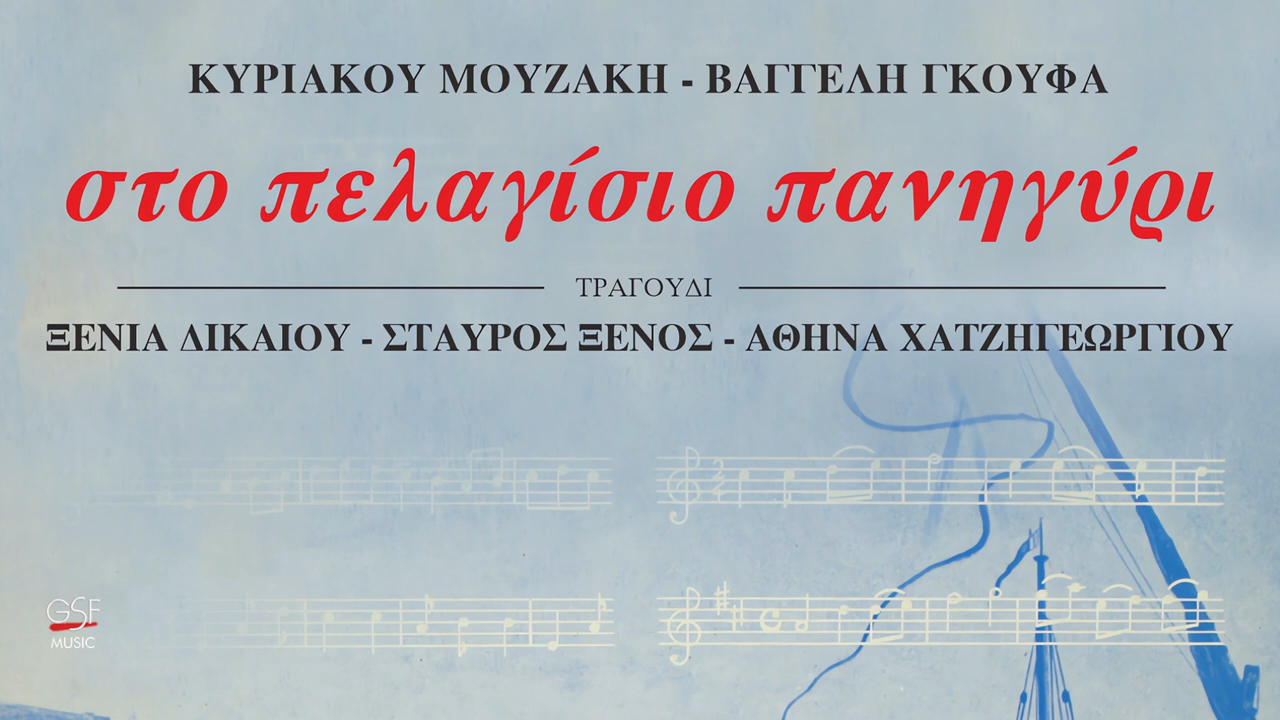 ΚΥΡΙΑΚΟΥ ΜΟΥΖΑΚΗ - ΒΑΓΓΕΛΗ ΓΚΟΥΦΑ
στο πελαγίσιο πανηγύρι
ΤΡΑΓΟΥΔΙ
ΞΕΝΙΑ ΔΙΚΑΙΟΥ - ΣΤΑΥΡΟΣ ΞΕΝΟΣ - ΑΘΗΝΑ ΧΑΤΖΗΓΕΩΡΓΙΟΥ
GSF
MUSIC